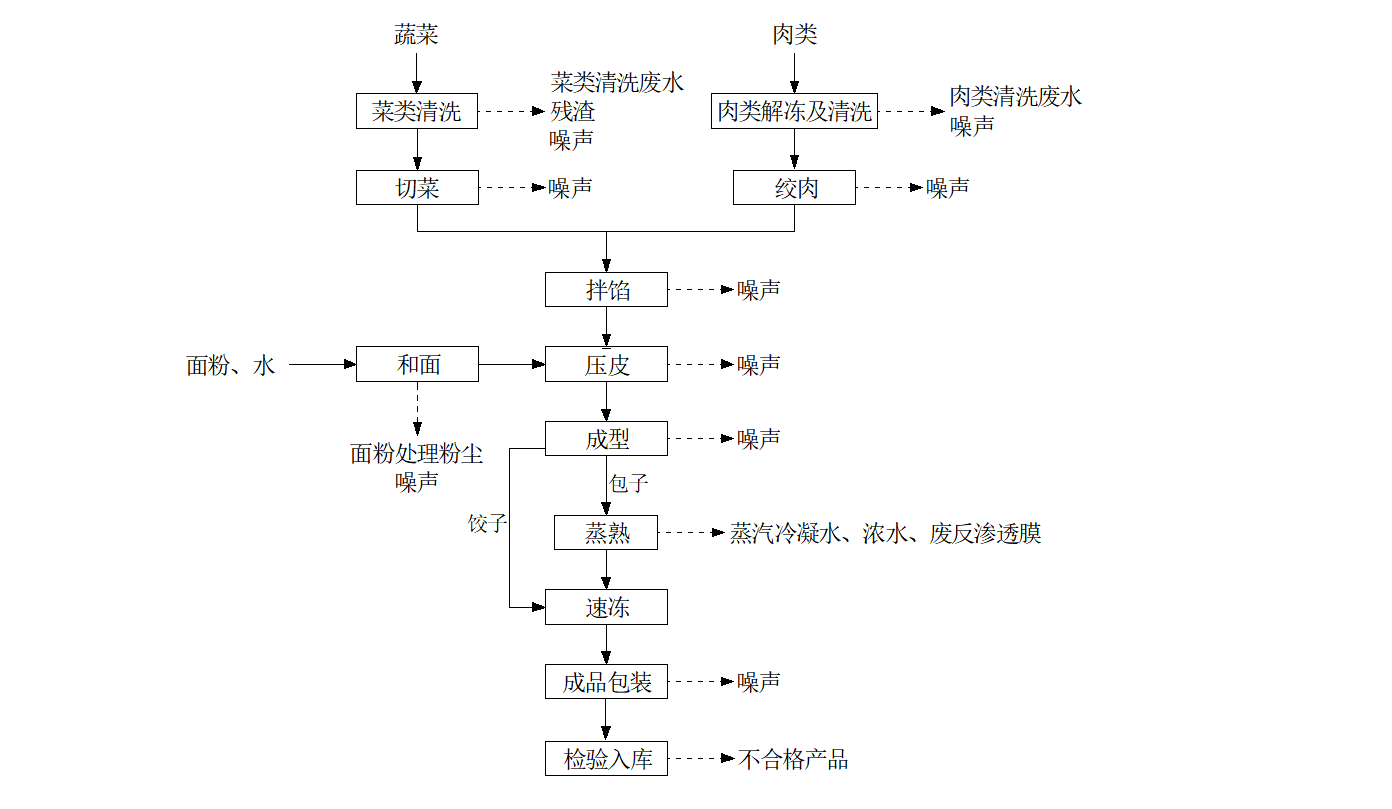 蔬菜
肉类
菜类清洗
菜类清洗废水
残渣
噪声
肉类解冻及清洗
肉类清洗废水
噪声
切菜
噪声
绞肉
噪声
拌馅
噪声
面粉、水
和面
压皮
噪声
面粉处理粉尘
噪声
成型
噪声
包子
饺子
蒸熟
蒸汽冷凝水、浓水、废反渗透膜
速冻
成品包装
噪声
检验入库
不合格产品